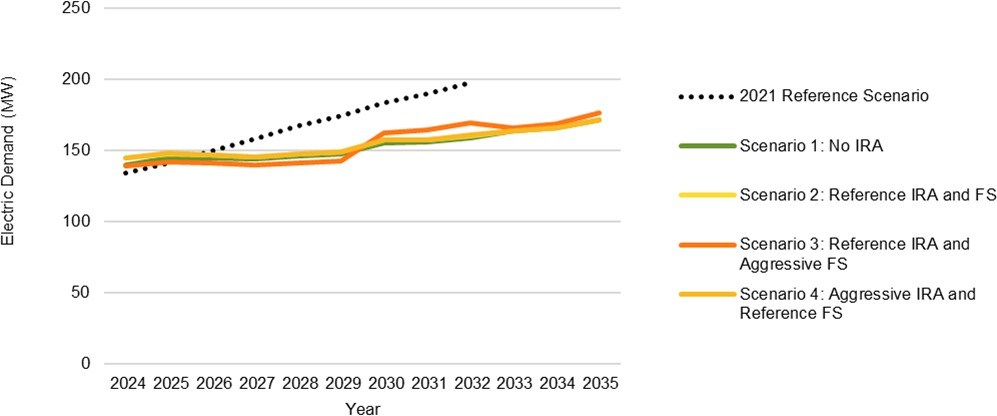 250
200
150
100
50
0
Electric Demand (MW)
2024 2025 2026 2027 2028 2029 2030 2031 2032 2033 2034 2035
Year
2021 Reference Scenario
Scenario 1: No IRA
Scenario 2: Reference IRA and FS
Scenario 3: Reference IRA and
Aggressive FS
Scenario 4: Aggressive IRA and
Reference FS